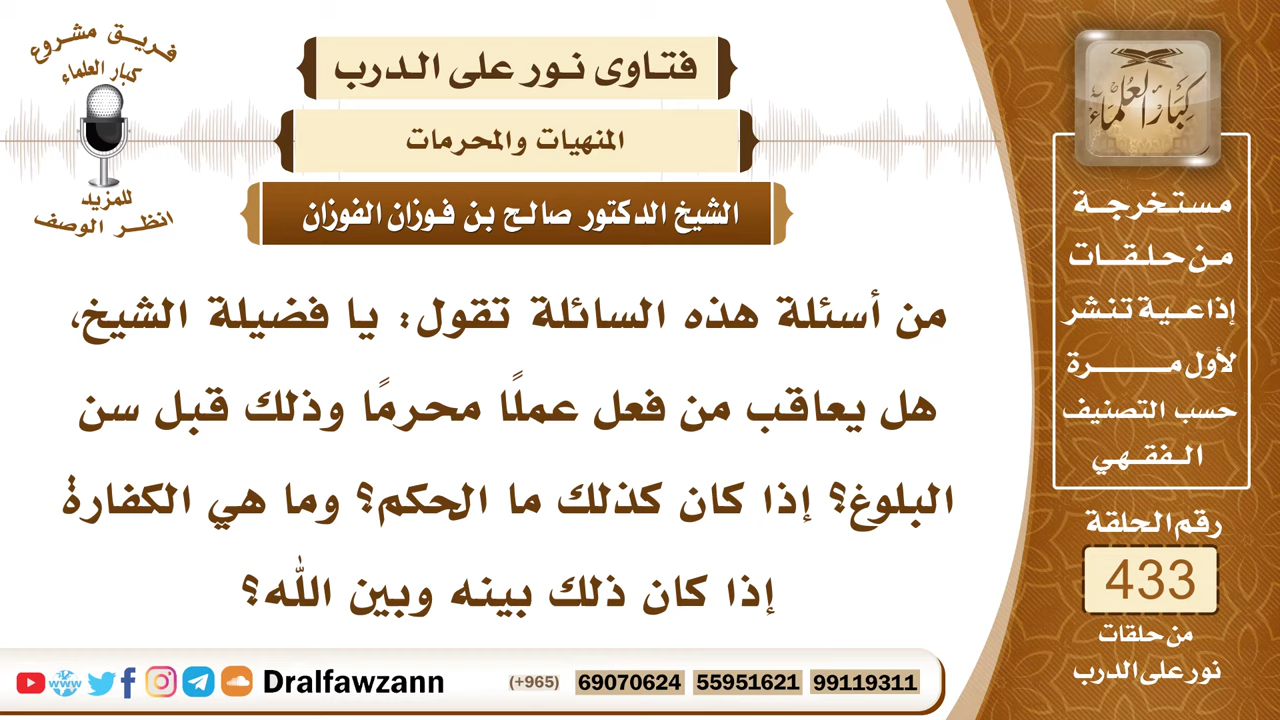 فريق مشروع
كبار العلماء
للمزيد
انظر الوصف
فتاوى نور على الدرب
المنهيات والمحرمات
الشيخ الدكتور صالح بن فوزان الفوزان
من أسئلة هذه السائلة تقول: يا فضيلة الشيخ،
هل يعاقب من فعل عملًا محرمًا وذلك قبل سن
البلوغ؟ إذا كان كذلك ما الحكم؟ وما هي الكفارة
إذا كان ذلك بينه وبين الله؟
كبار العلماء
مستخرجة
من حلقات
إذاعية تنشر
لأول مرة
حسب التصنيف
الفقهي
رقم الحلقة
433
من حلقات
نور على الدرب
www
Dralfawzann
(+965) 69070624 55951621 99119311